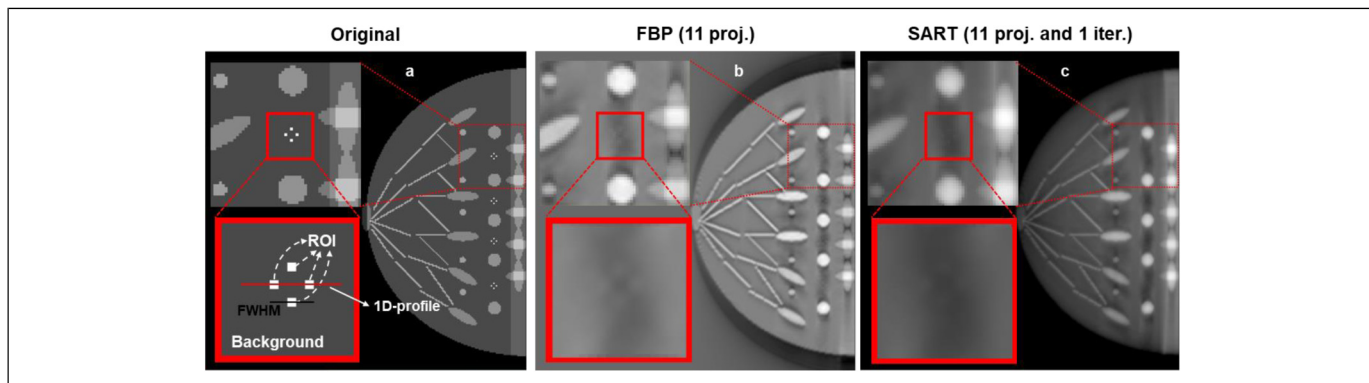 Original
FBP (11 proj.)
SART (11 proj. and 1 iter.)
a
b
c
ROI
1D-profile
FWHM
Background